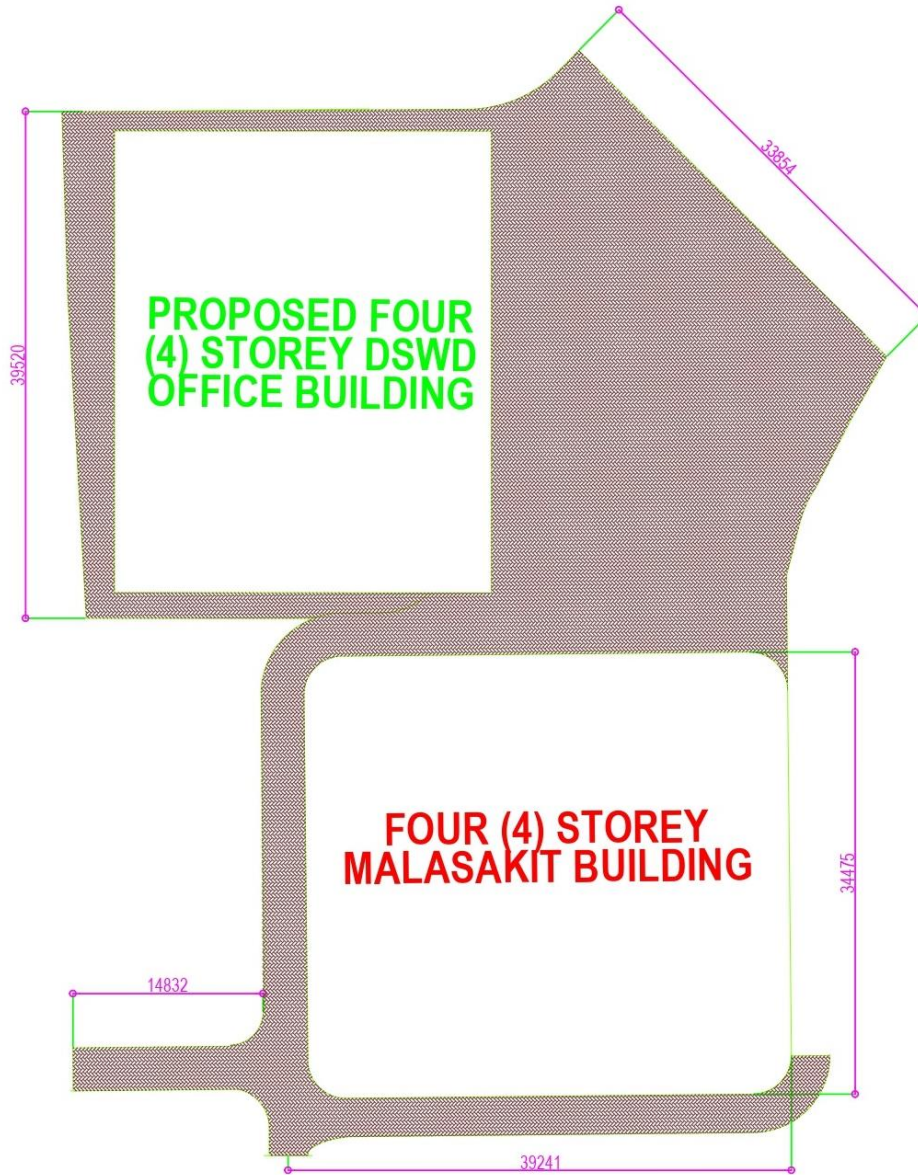 33854
39520
PROPOSED FOUR
(4) STOREY DSWD
OFFICE BUILDING
FOUR (4) STOREY
MALASAKIT BUILDING
34475
14832
39241